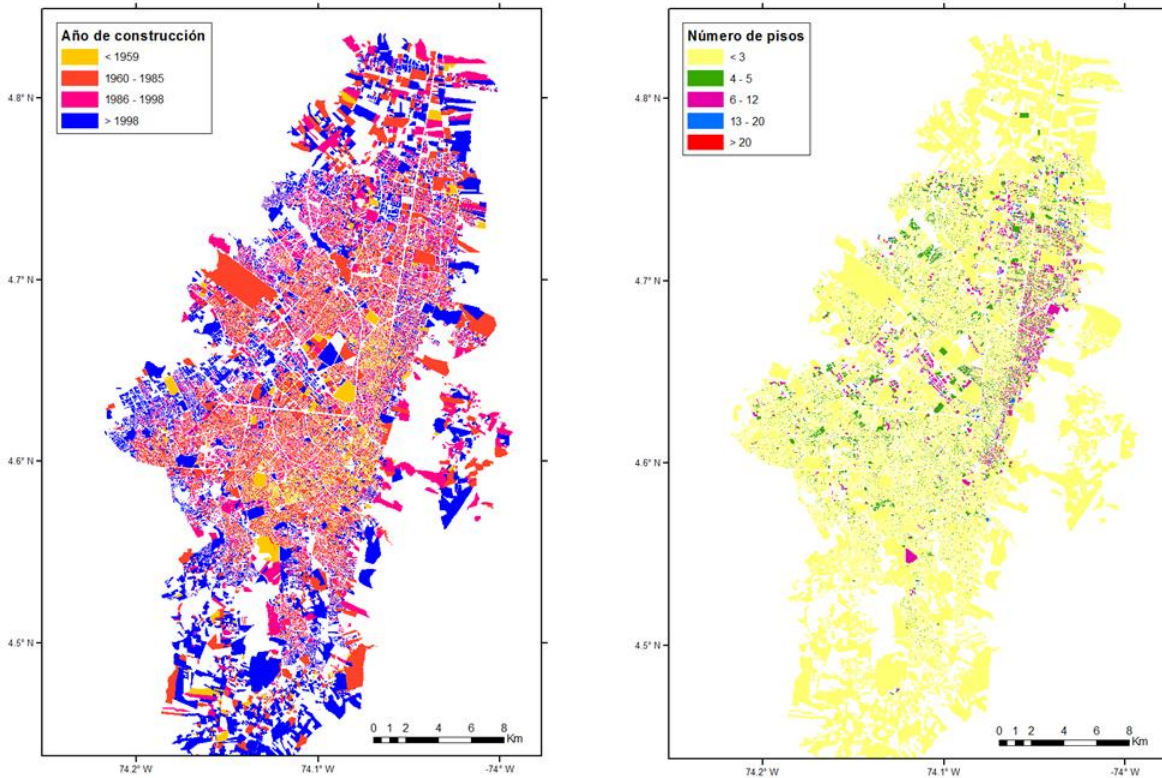 Año de construcción
< 1959
1960 - 1985
1986 - 1998
> 1998
4.8° N
4.7° N
4.6° N
4.5° N
0 1 2 4 6 8
Km
74.2° W
74.1° W
-74° W
Número de pisos
< 3
4 - 5
6 - 12
13 - 20
> 20
4.8° N
4.7° N
4.6° N
4.5° N
0 1 2 4 6 8
Km
74.2° W
74.1° W
-74° W